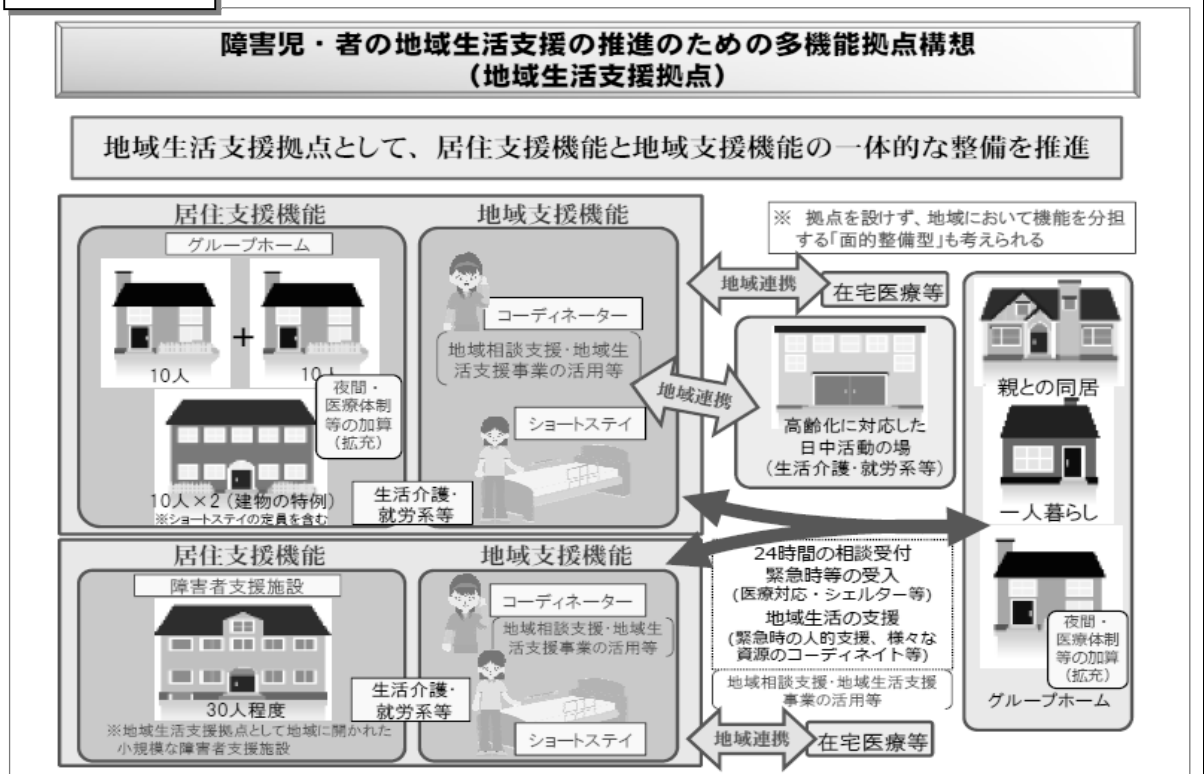 障害児・者の地域生活支援の推進のための多機能拠点構想
(地域生活支援拠点)
地域生活支援拠点として、居住支援機能と地域支援機能の一体的な整備を推進
※ 拠点を設けず、地域において機能を分担
する「面的整備型」も考えられる
居住支援機能
グループホーム
10人
+
10人
夜間・
医療体制
等の加算
(拡充)
10人×2(建物の特例)
※ショートステイの定員を含む
地域支援機能
コーディネーター
地域相談支援・地域生
活支援事業の活用等
ショートステイ
生活介護・
就労系等
地域連携
在宅医療等
地域連携
高齢化に対応した
日中活動の場
(生活介護・就労系等)
親との同居
一人暮らし
夜間・
医療体制
等の加算
(拡充)
グループホーム
24時間の相談受付
緊急時等の受入
(医療対応・シェルター等)
地域生活の支援
(緊急時の人的支援、様々な
資源のコーディネイト等)
地域相談支援・地域生活支援
事業の活用等
居住支援機能
障害者支援施設
30人程度
※地域生活支援拠点として地域に開かれた
小規模な障害者支援施設
地域支援機能
コーディネーター
地域相談支援・地域生
活支援事業の活用等
生活介護・
就労系等
ショートステイ
地域連携
在宅医療等